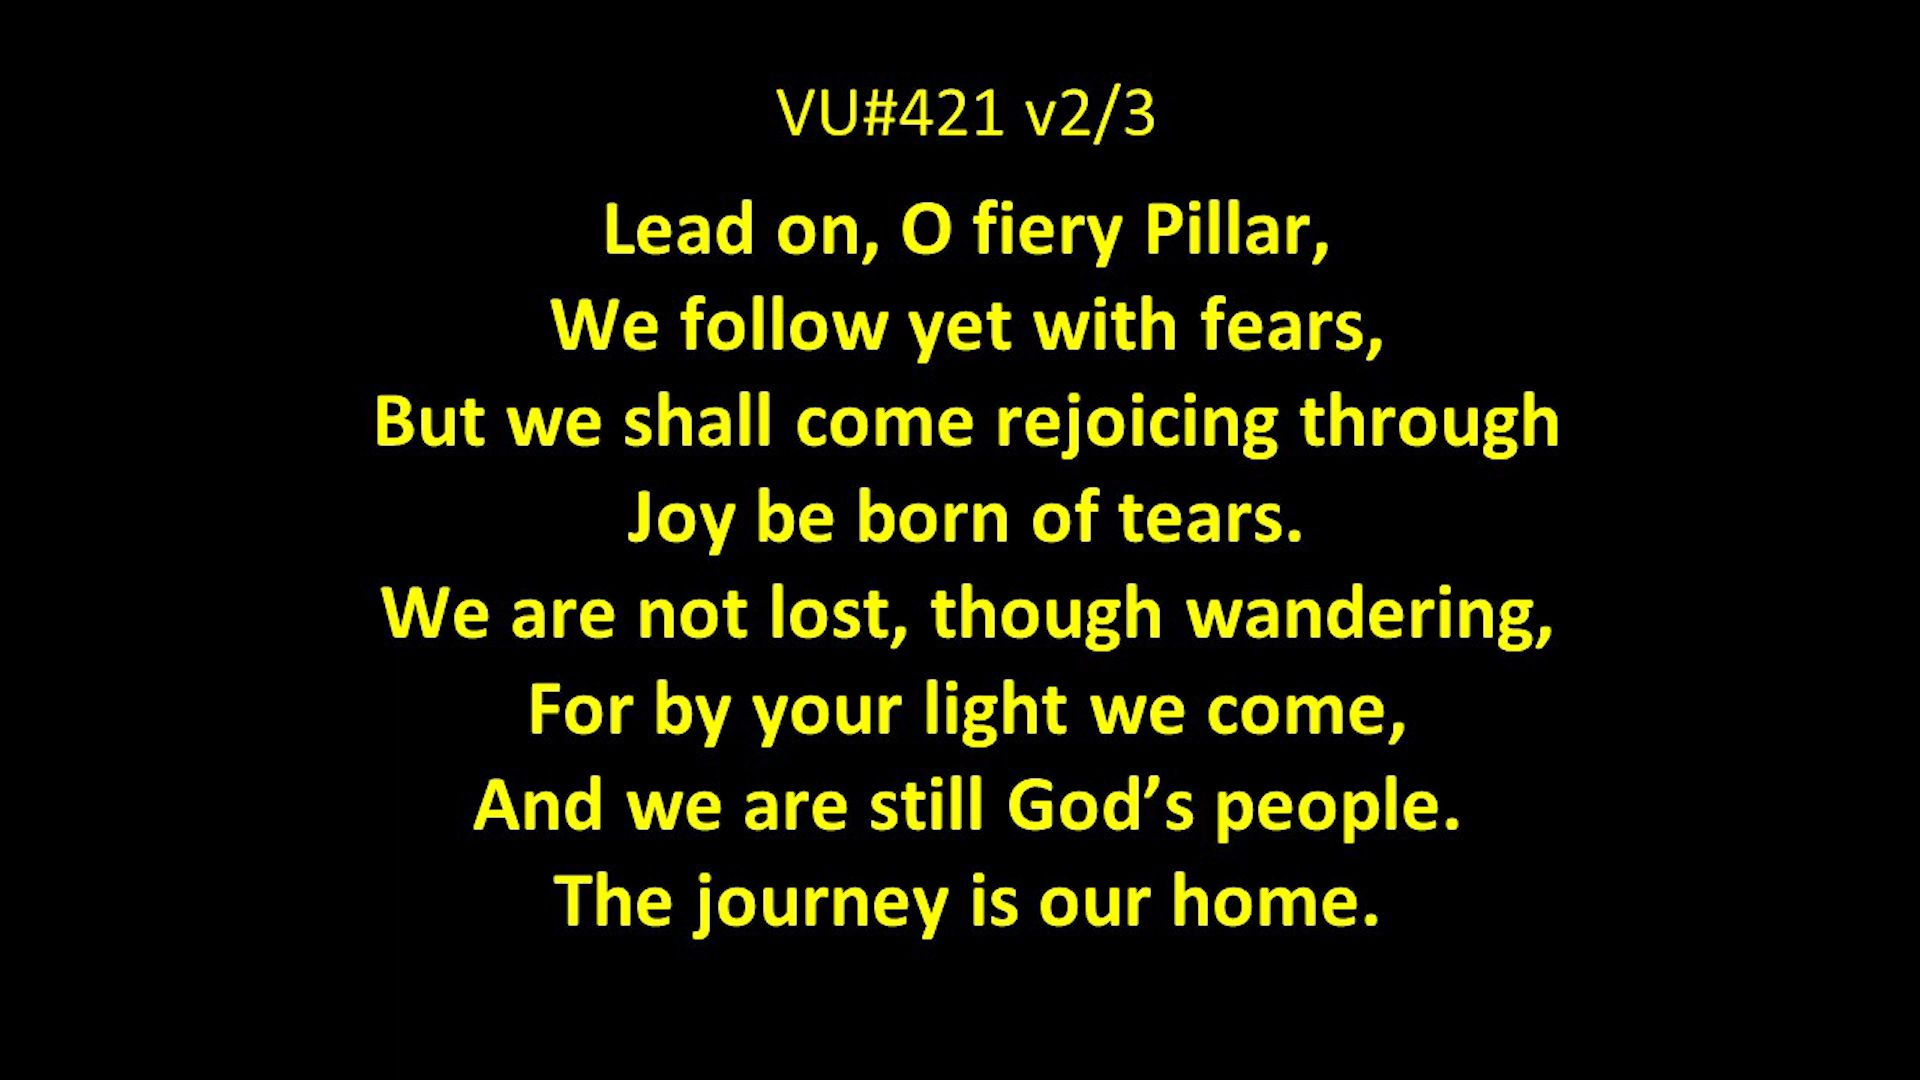 VU#421 v2/3
Lead on, O fiery Pillar,
We follow yet with fears,
But we shall come rejoicing through
Joy be born of tears.
We are not lost, though wandering,
For by your light we come,
And we are still God’s people.
The journey is our home.